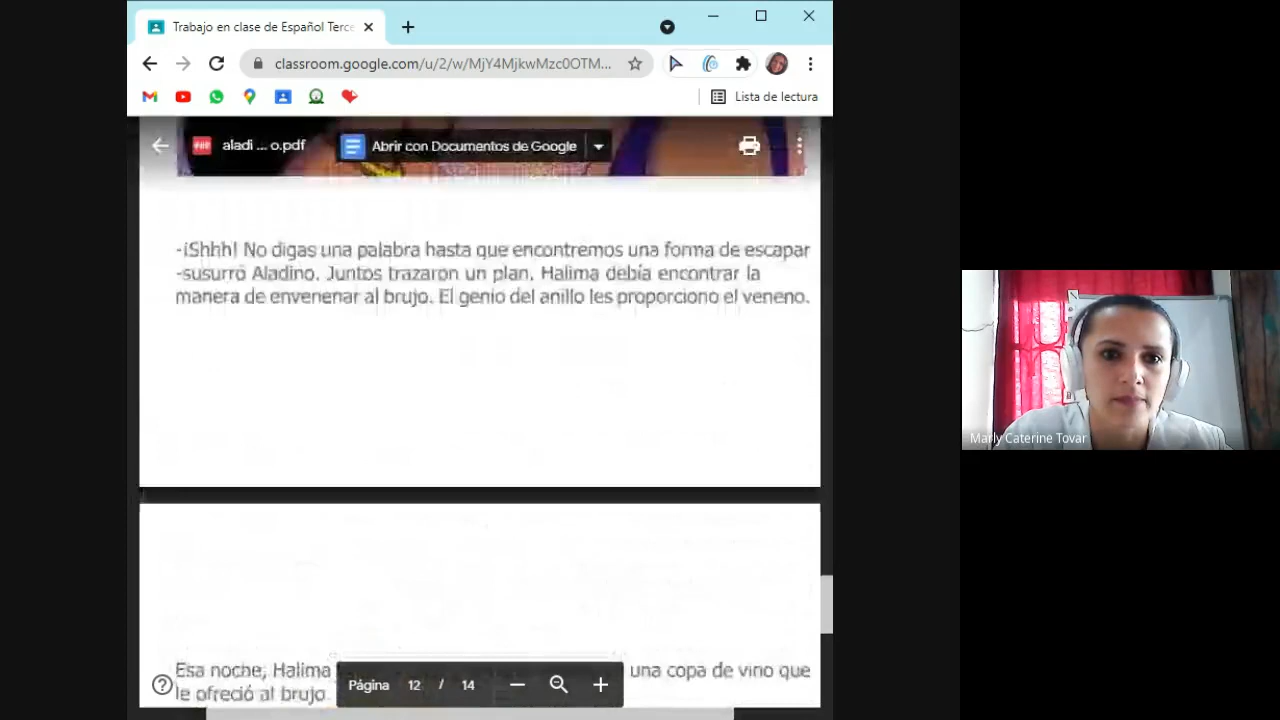 Trabajo en clase de Español Terce
classroom.google.com/u/2/w/MjY4MjkwMzc0OTM...
Lista de lectura
aladi ... o.pdf
Abrir con Documentos de Google
-¡Shhh! No digas una palabra hasta que encontremos una forma de escapar
-susurró Aladino. Juntos trazaron un plan. Halima debía encontrar la
manera de envenenar al brujo. El genio del anillo les proporciono el veneno.
Esa noche, Halima
una copa de vino que
le ofreció al brujo.
Página 12 / 14
Marly Caterine Tovar